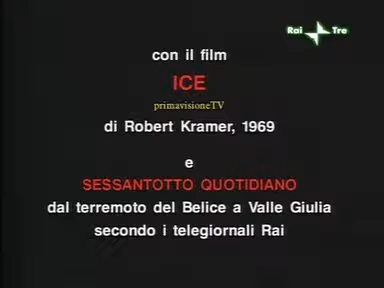 Rai Tre
con il film
ICE
primavisioneTV
di Robert Kramer, 1969
e
SESSANTOTTO QUOTIDIANO
dal terremoto del Belice a Valle Giulia
secondo i telegiornali Rai